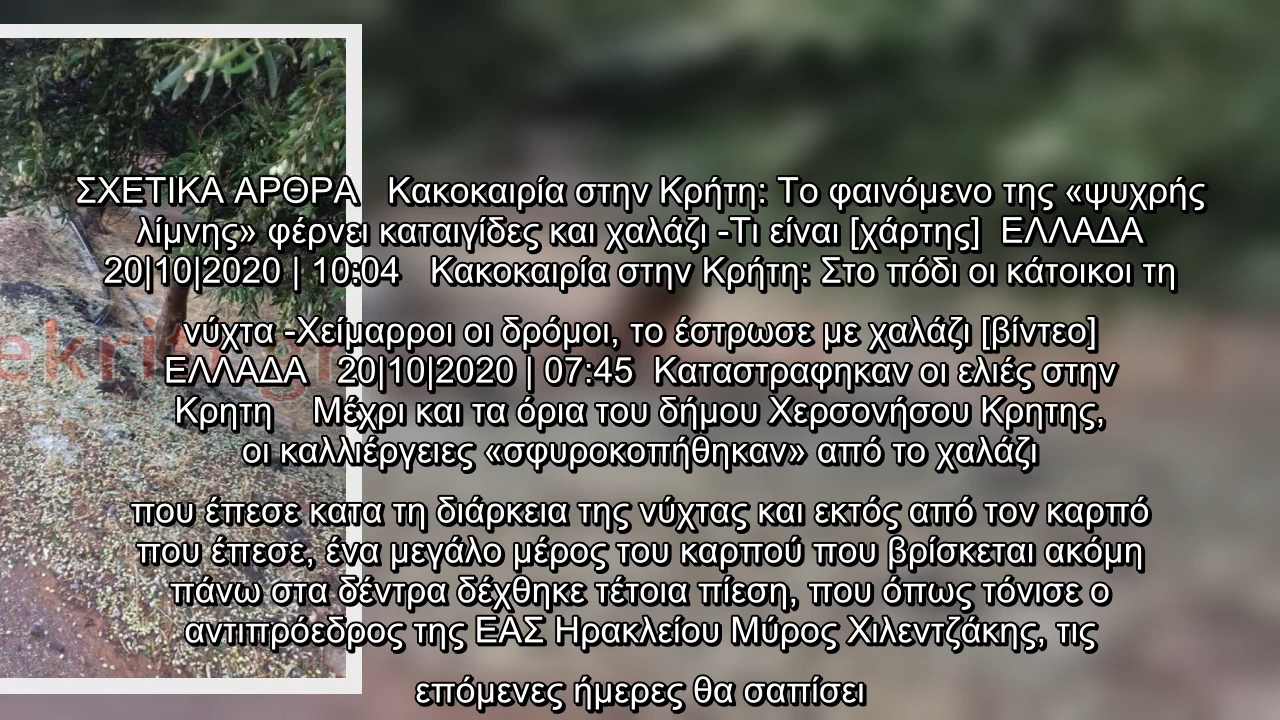 ΣΧΕΤΙΚΑ ΑΡΘΡΑ   Κακοκαιρία στην Κρήτη: Το φαινόμενο της «ψυχρής
λίμνης» φέρνει καταιγίδες και χαλάζι -Τι είναι [χάρτης]  ΕΛΛΑΔΑ
20|10|2020 | 10:04   Κακοκαιρία στην Κρήτη: Στο πόδι οι κάτοικοι τη
νύχτα -Χείμαρροι οι δρόμοι, το έστρωσε με χαλάζι [βίντεο]
ΕΛΛΑΔΑ   20|10|2020 | 07:45  Καταστραφηκαν οι ελιές στην
Κρητη    Μέχρι και τα όρια του δήμου Χερσονήσου Κρητης,
οι καλλιέργειες «σφυροκοπήθηκαν» από το χαλάζι
που έπεσε κατα τη διάρκεια της νύχτας και εκτός από τον καρπό
που έπεσε, ένα μεγάλο μέρος του καρπού που βρίσκεται ακόμη
πάνω στα δέντρα δέχθηκε τέτοια πίεση, που όπως τόνισε ο
αντιπρόεδρος της ΕΑΣ Ηρακλείου Μύρος Χιλεντζάκης, τις
επόμενες ήμερες θα σαπίσει